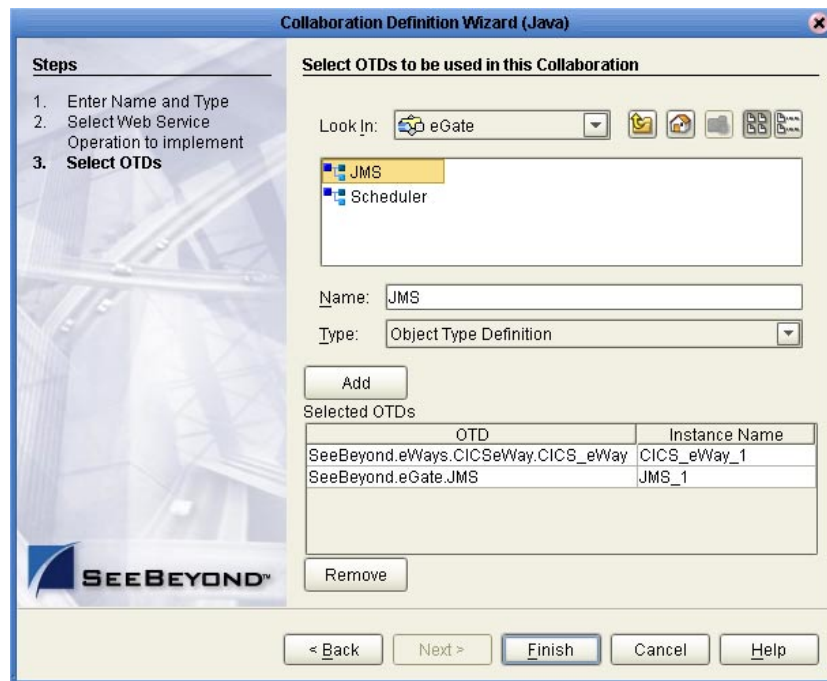 Collaboration Definition Wizard (Java)
Steps
1. Enter Name and Type
2. Select Web Service
Operation to implement
3. Select OTDs
SEEBEYOND™
Select OTDs to be used in this Collaboration
Look In: eGate
JMS
Scheduler
Name: JMS
Type: Object Type Definition
Add
Selected OTDs
OTD Instance Name
SeeBeyond.eWays.CICSeWay.CICS_eWay CICS_eWay_1
SeeBeyond.eGate.JMS JMS_1
Remove
< Back Next > Finish Cancel Help